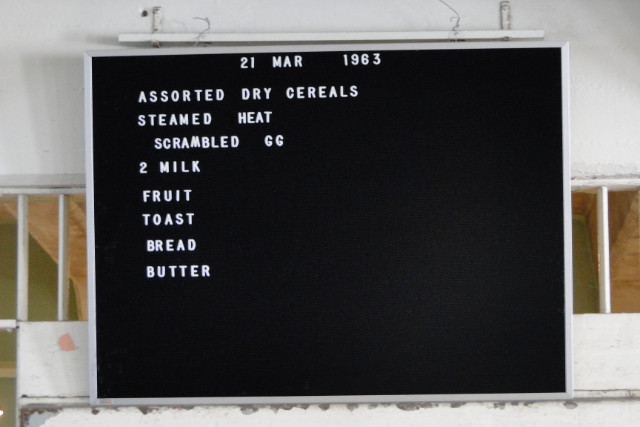 21 MAR 1963
ASSORTED DRY CEREALS
STEAMED HEAT
SCRAMBLED GG
2 MILK
FRUIT
TOAST
BREAD
BUTTER